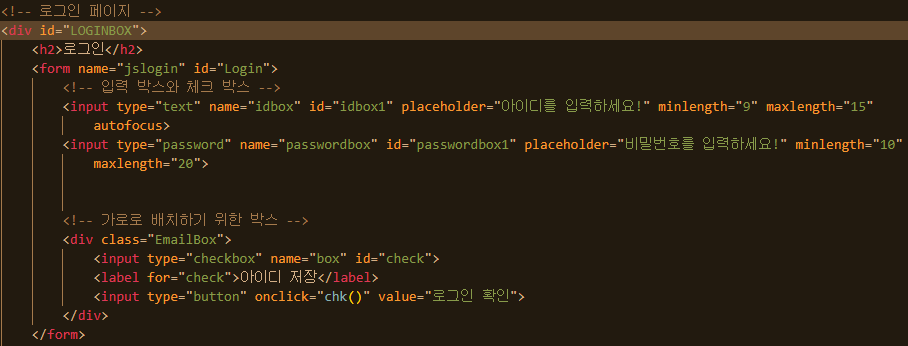 <!-- 로그인 페이지 -->
<div id="LOGINBOX">
<h2>로그인</h2>
<form name="jslogin" id="Login">
<!-- 입력 박스와 체크 박스 -->
<input type="text" name="idbox" id="idbox1" placeholder="아이디를 입력하세요!" minlength="9" maxlength="15"
autofocus>
<input type="password" name="passwordbox" id="passwordbox1" placeholder="비밀번호를 입력하세요!" minlength="10"
maxlength="20">
<!-- 가로로 배치하기 위한 박스 -->
<div class="EmailBox">
<input type="checkbox" name="box" id="check">
<label for="check">아이디 저장</label>
<input type="button" onclick="chk()" value="로그인 확인">
</div>
</form>